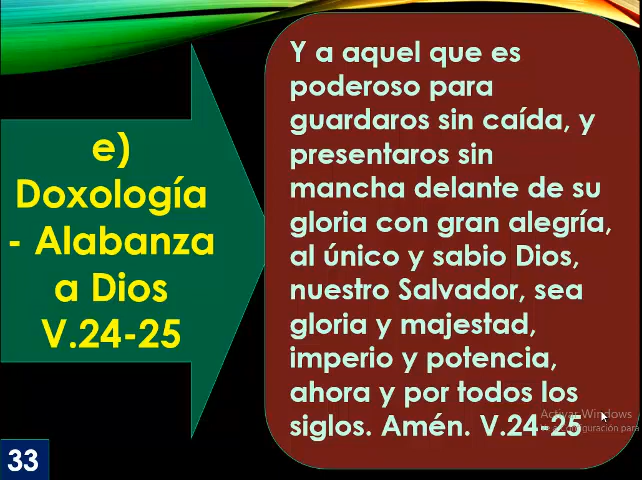 e)
Doxología
- Alabanza
a Dios
V.24-25
Y a aquel que es
poderoso para
guardaros sin caída, y
presentaros sin
mancha delante de su
gloria con gran alegría,
al único y sabio Dios,
nuestro Salvador, sea
gloria y majestad,
imperio y potencia,
ahora y por todos los
siglos. Amén. V.24-25
Activar Windows
configuración para
33